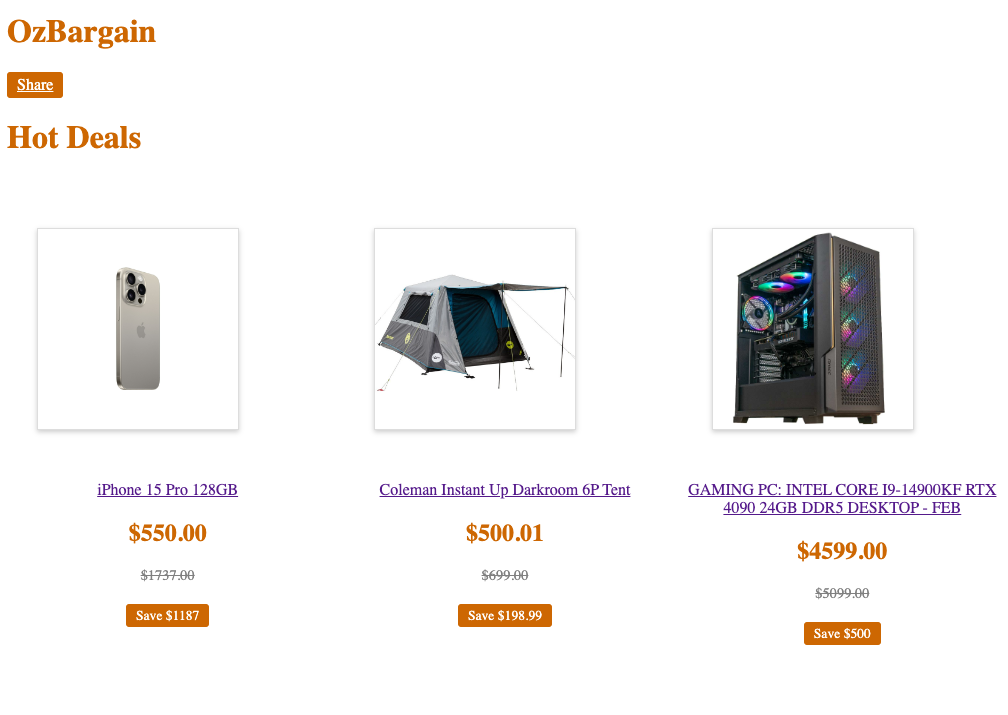 OzBargain
Share
Hot Deals
iPhone 15 Pro 128GB
$550.00
$1737.00
Save $1187
Coleman Instant Up Darkroom 6P Tent
$500.01
$699.00
Save $198.99
GAMING PC: INTEL CORE I9-14900KF RTX
4090 24GB DDR5 DESKTOP - FEB
$4599.00
$5099.00
Save $500